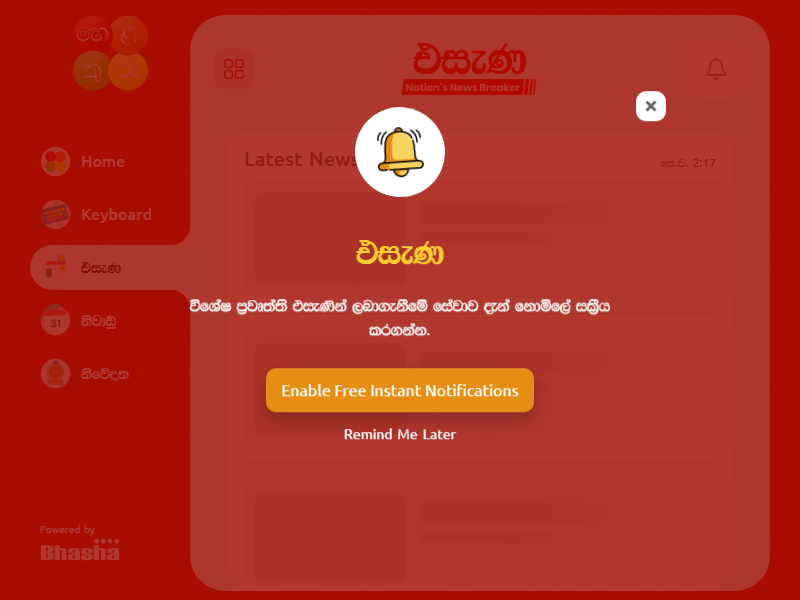 හෙළ
කුරු
එසැණ
Nation's News Breaker
Latest News
පෙ.ව. 2:17
Home
Keyboard
එසැණ
නිවාඩු
නිවේදන
එසැණ
විශේෂ ප්‍රවෘත්ති එසැණින් ලබාගැනීමේ සේවාව දැන් නොමිලේ සක්‍රීය
කරගන්න.
Enable Free Instant Notifications
Remind Me Later
31
Powered by
Bhasha